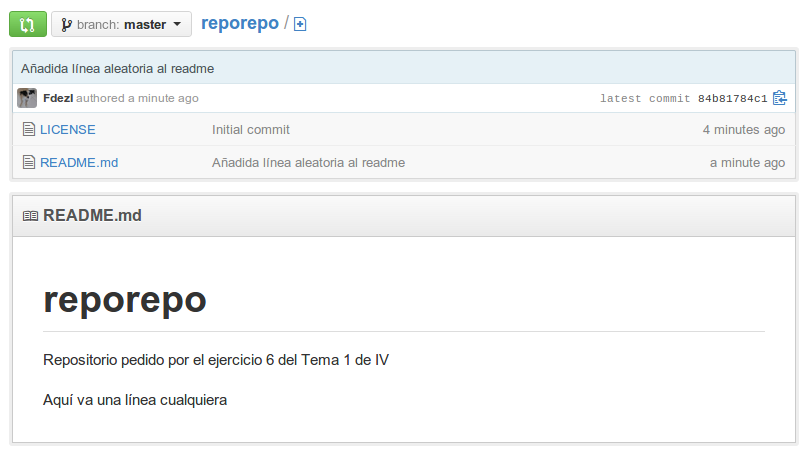 branch: master reporepo /
Añadida línea aleatoria al readme
Fdezl authored a minute ago latest commit 84b81784c1
LICENSE Initial commit 4 minutes ago
README.md Añadida línea aleatoria al readme a minute ago
README.md
reporepo
Repositorio pedido por el ejercicio 6 del Tema 1 de IV
Aquí va una línea cualquiera